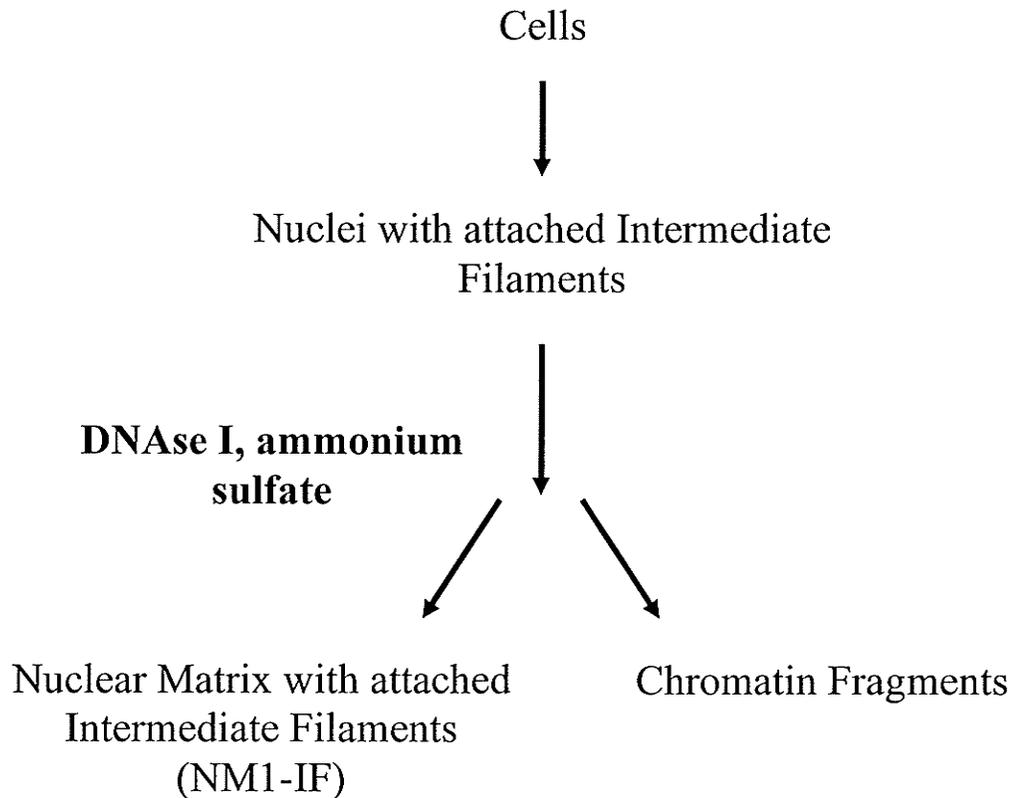 Cells
Nuclei with attached Intermediate
Filaments
DNAse I, ammonium
sulfate
Nuclear Matrix with attached
Intermediate Filaments
(NM1-IF)
Chromatin Fragments